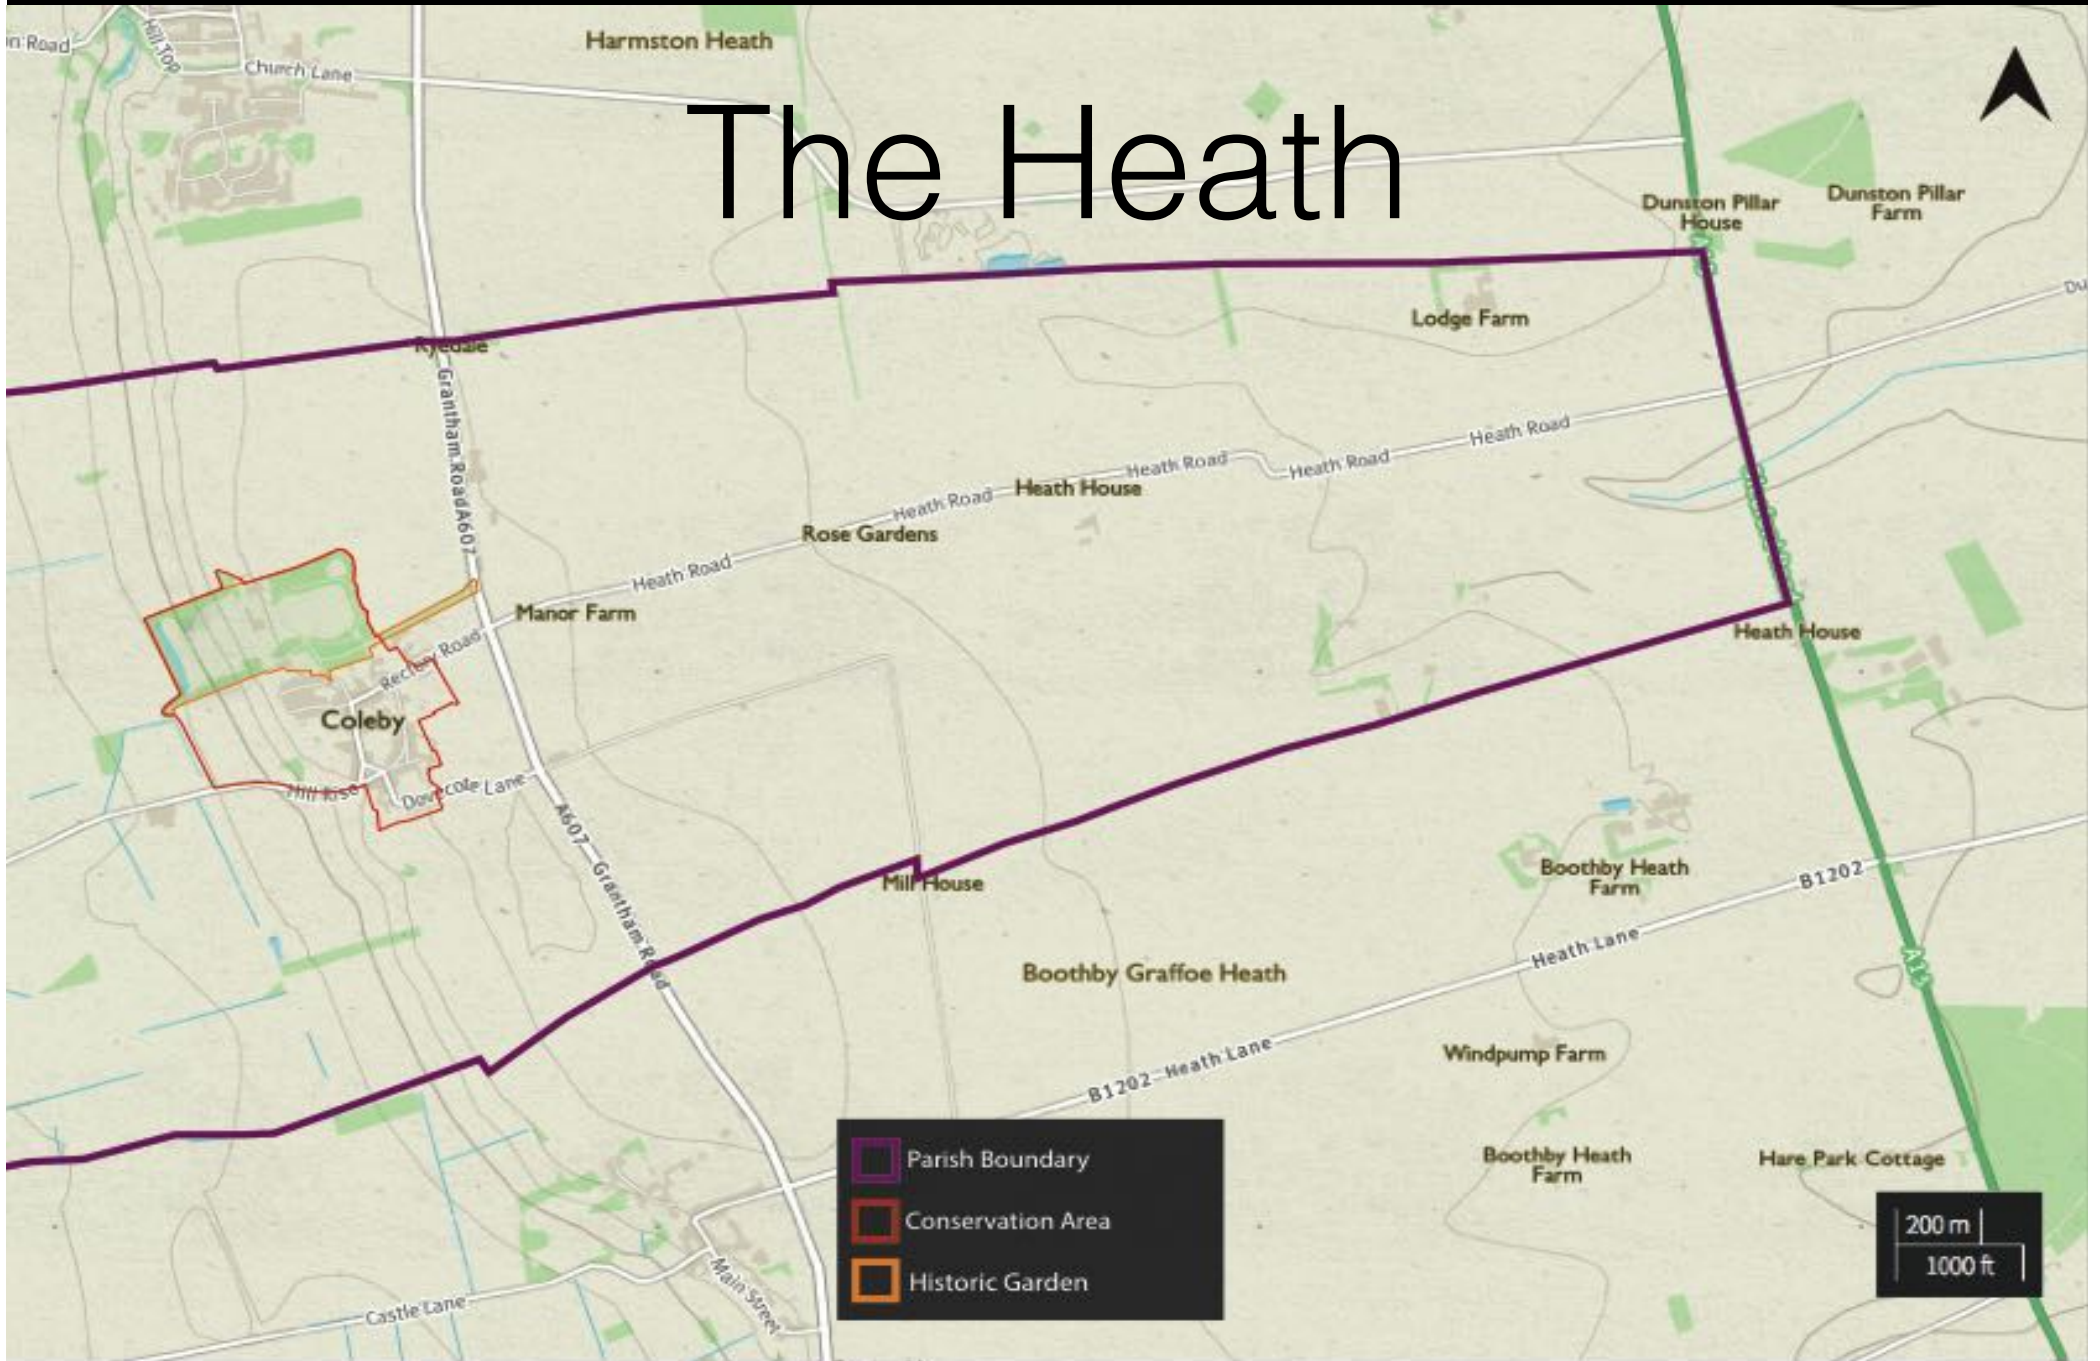 The Heath
Harmston Heath
n Road
Hill Top
Church Lane
Dunston Pillar
House
Dunston Pillar
Farm
Du
Lodge Farm
Ryedale
Grantham Road A607
Heath Road
Heath Road
Heath Road
Heath Road
Heath House
Rose Gardens
Heath Road
Manor Farm
Rectory Road
Heath House
Coleby
Hill Rise
Dovecote Lane
A607
Grantham Road
Mill House
Boothby Heath
Farm
B1202
Heath Lane
Boothby Graffoe Heath
A15
Windpump Farm
B1202
Heath Lane
Boothby Heath
Farm
Hare Park Cottage
Main Street
Castle Lane
Parish Boundary
Conservation Area
Historic Garden
200 m
1000 ft